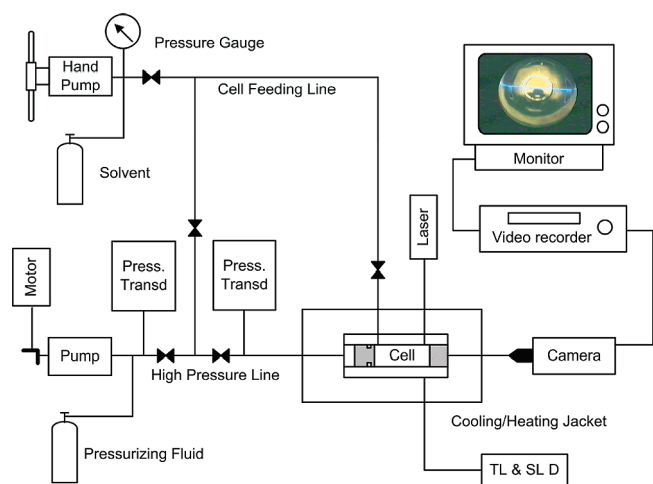 Pressure Gauge
Hand
Pump
Cell Feeding Line
Solvent
Monitor
Laser
Video recorder
Motor
Press.
Transd
Press.
Transd
Pump
Cell
Camera
High Pressure Line
Cooling/Heating Jacket
Pressurizing Fluid
TL & SL D